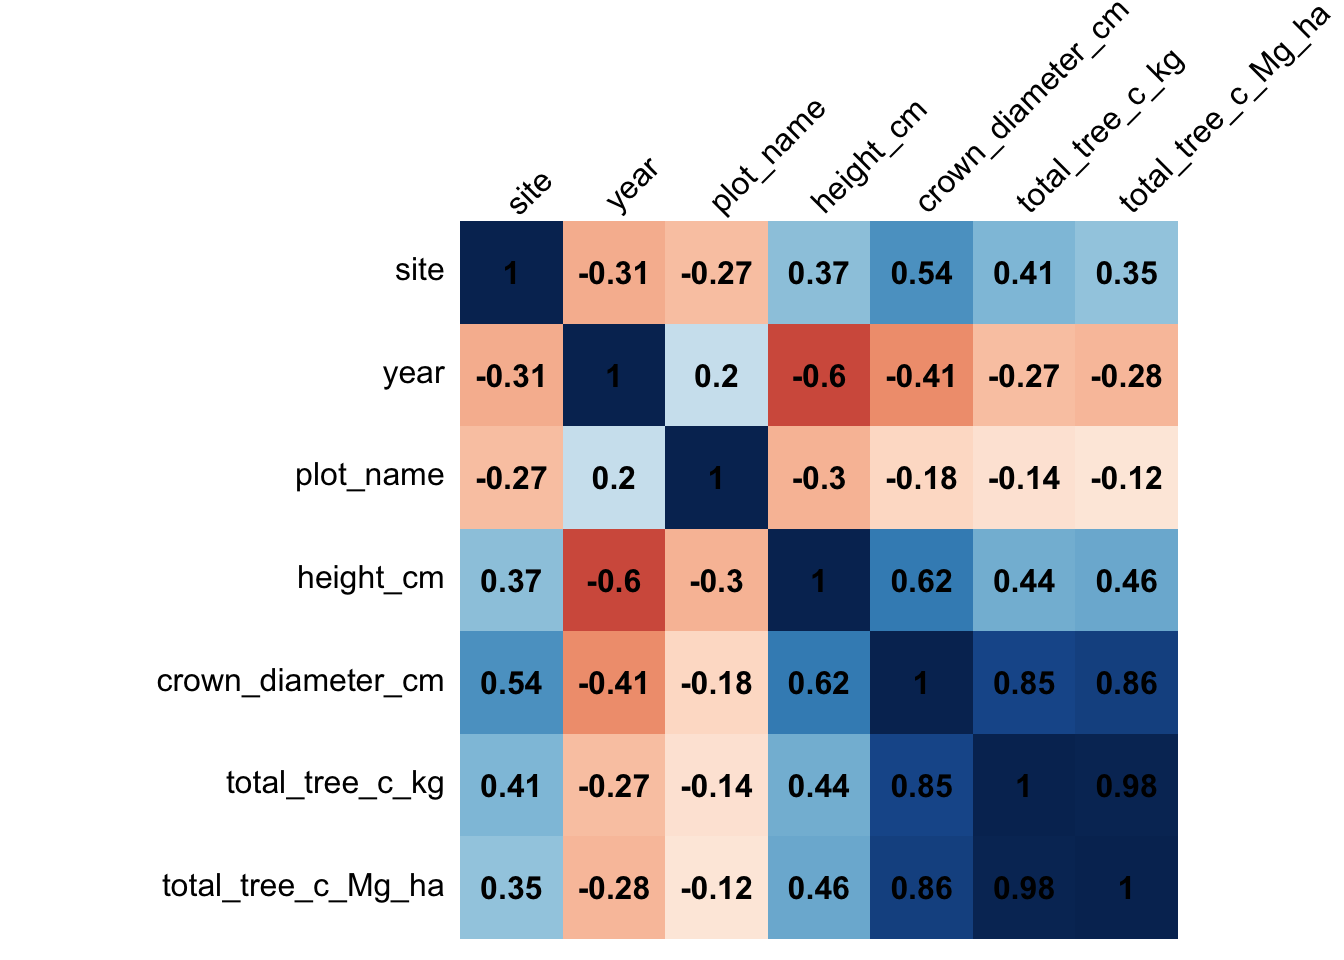 site year plot_name height_cm crown_diameter_cm total_tree_c_kg total_tree_c_Mg_ha
site 1 -0.31 -0.27 0.37 0.54 0.41 0.35
year -0.31 1 0.2 -0.6 -0.41 -0.27 -0.28
plot_name -0.27 0.2 1 -0.3 -0.18 -0.14 -0.12
height_cm 0.37 -0.6 -0.3 1 0.62 0.44 0.46
crown_diameter_cm 0.54 -0.41 -0.18 0.62 1 0.85 0.86
total_tree_c_kg 0.41 -0.27 -0.14 0.44 0.85 1 0.98
total_tree_c_Mg_ha 0.35 -0.28 -0.12 0.46 0.86 0.98 1